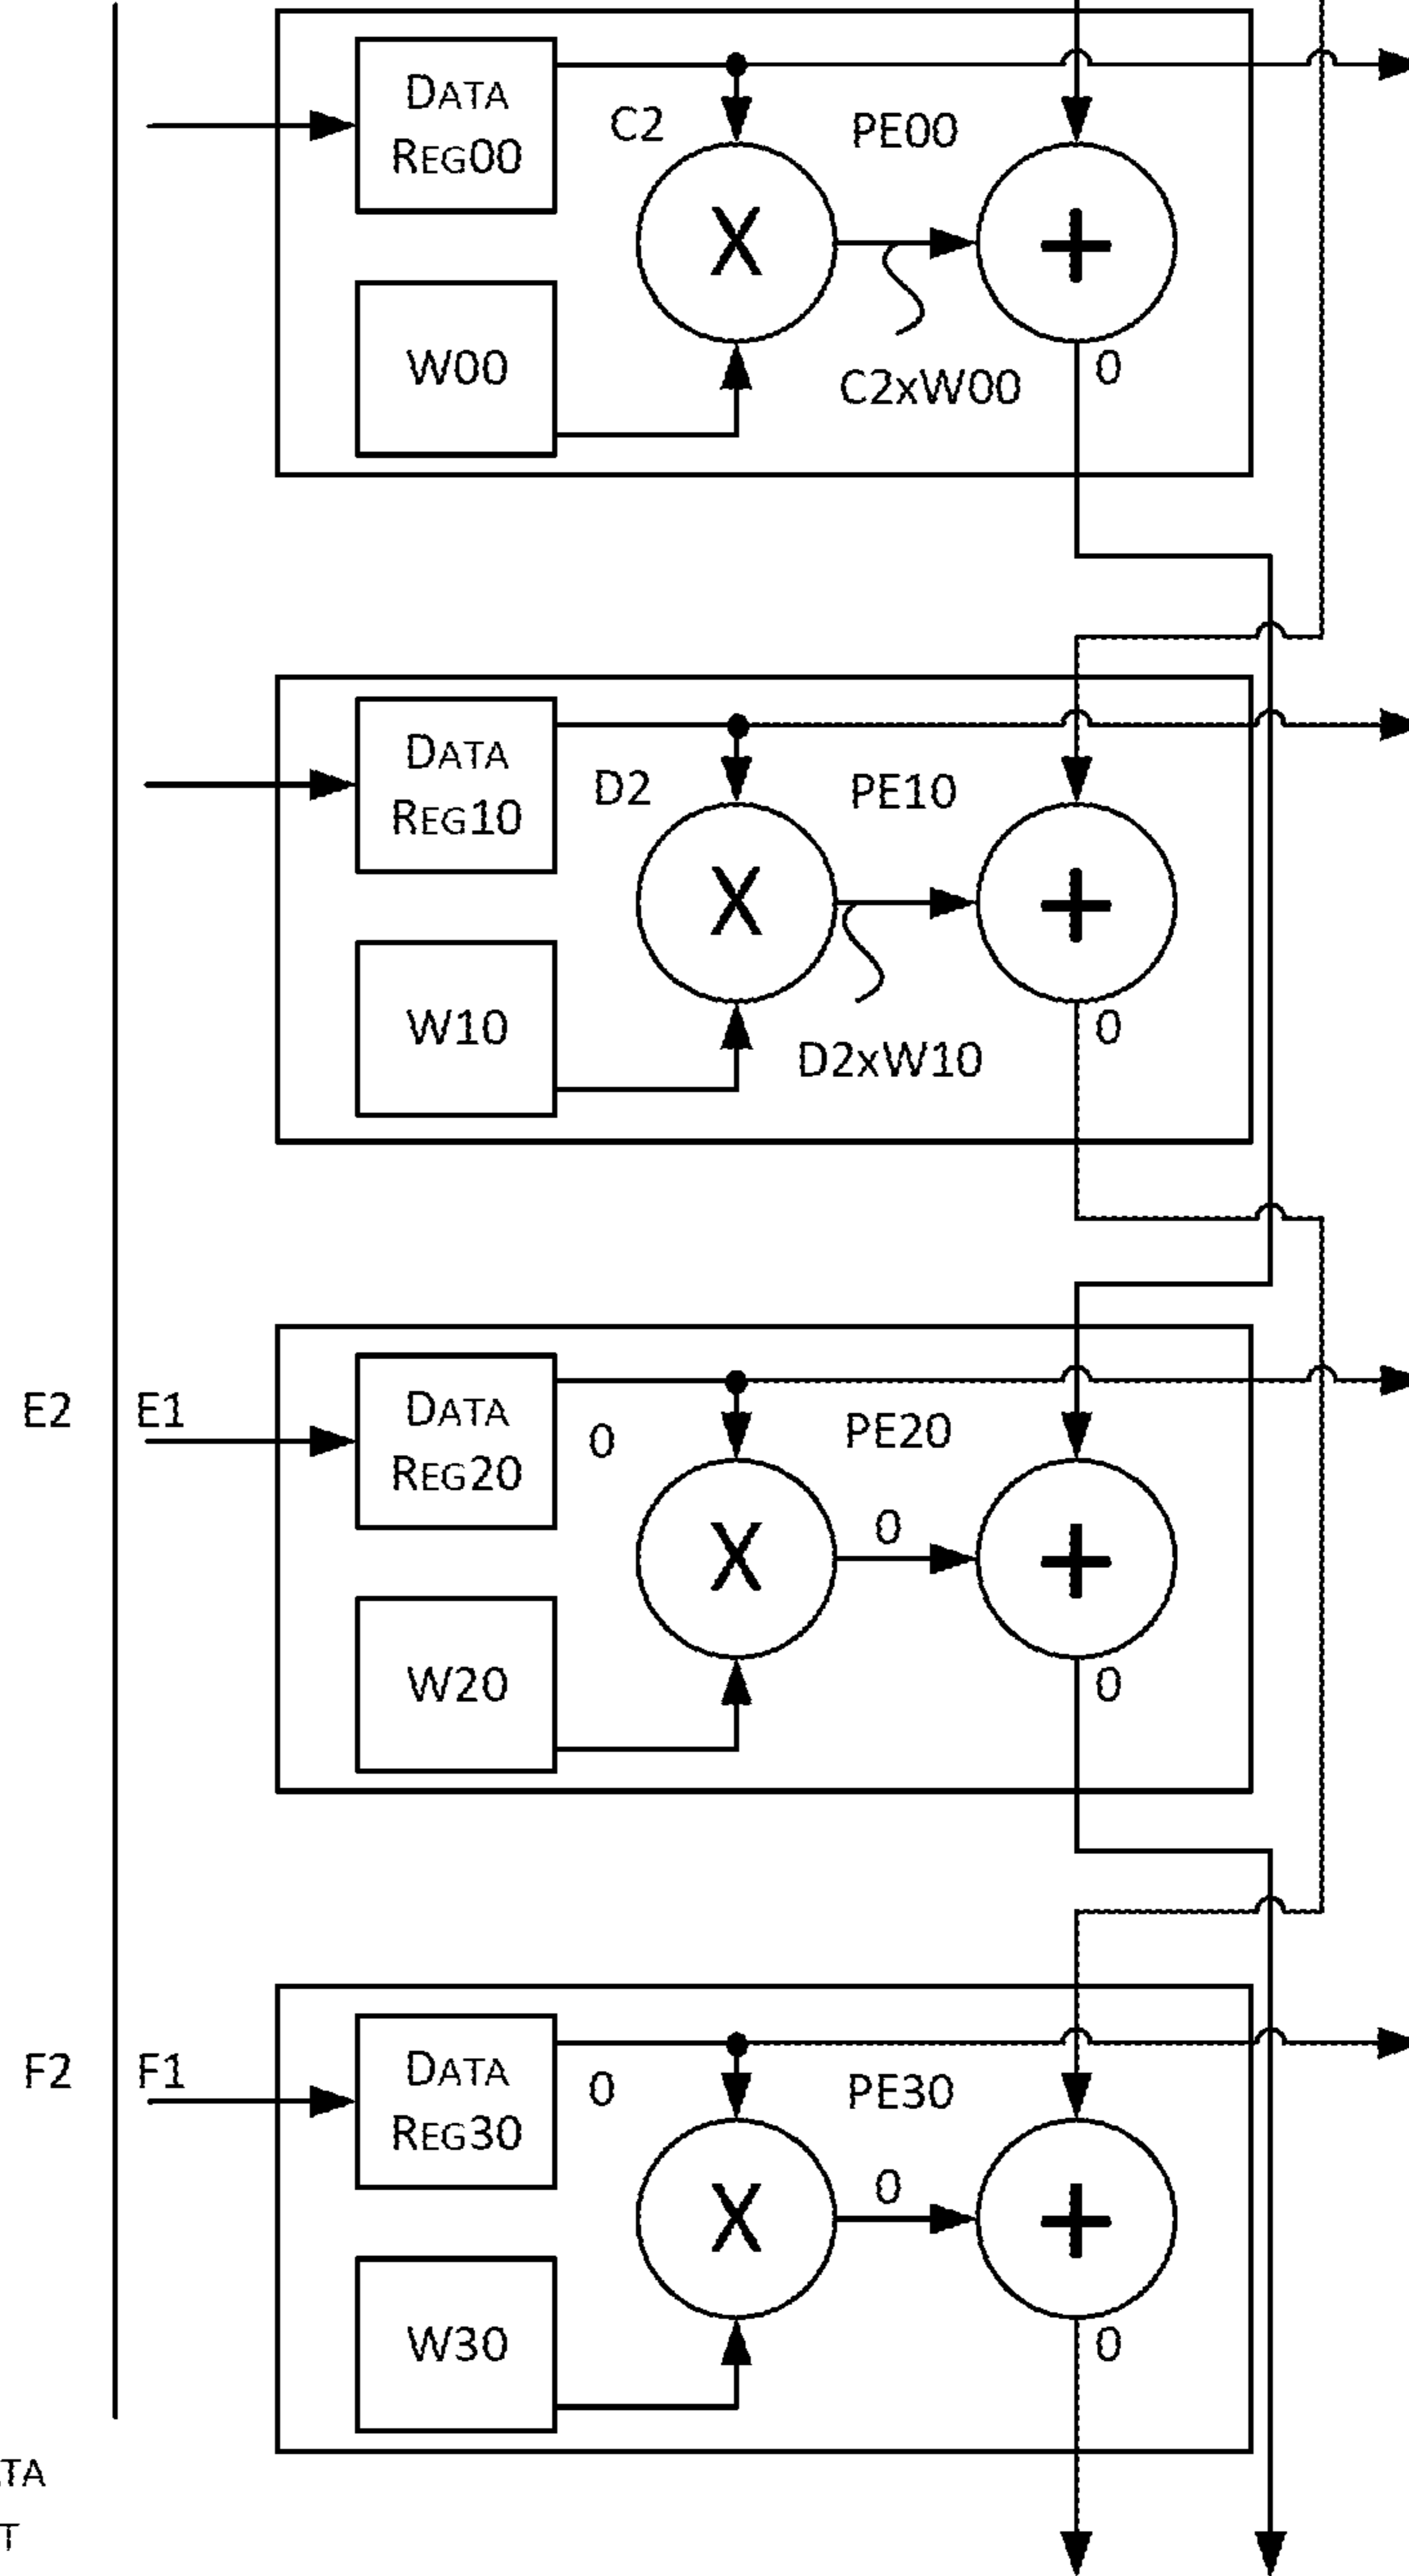 DATA
REG00
C2
PE00
X
+
W00
C2xW00
0
DATA
REG10
D2
PE10
X
+
W10
D2xW10
0
E2
E1
DATA
REG20
0
PE20
X
0
+
W20
0
F2
F1
DATA
REG30
0
PE30
X
0
+
W30
0
TA
T